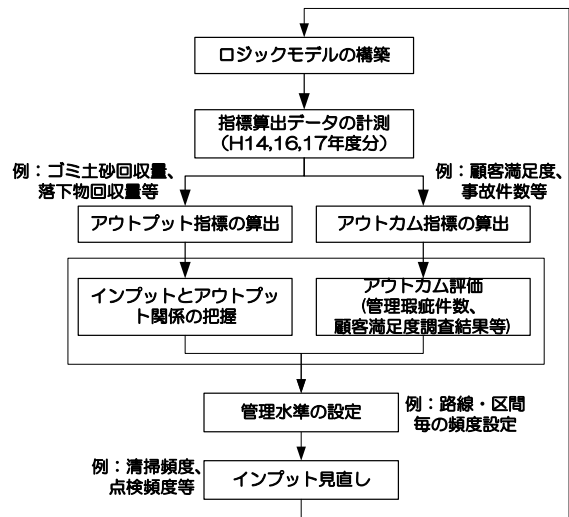 ロジックモデルの構築
指標算出データの計測
(H14,16,17年度分)
例：ゴミ土砂回収量、
落下物回収量等
例：顧客満足度、
事故件数等
アウトプット指標の算出
アウトカム指標の算出
インプットとアウトプッ
ト関係の把握
アウトカム評価
(管理瑕疵件数、
顧客満足度調査結果等)
管理水準の設定
例：路線・区間
毎の頻度設定
例：清掃頻度、
点検頻度等
インプット見直し